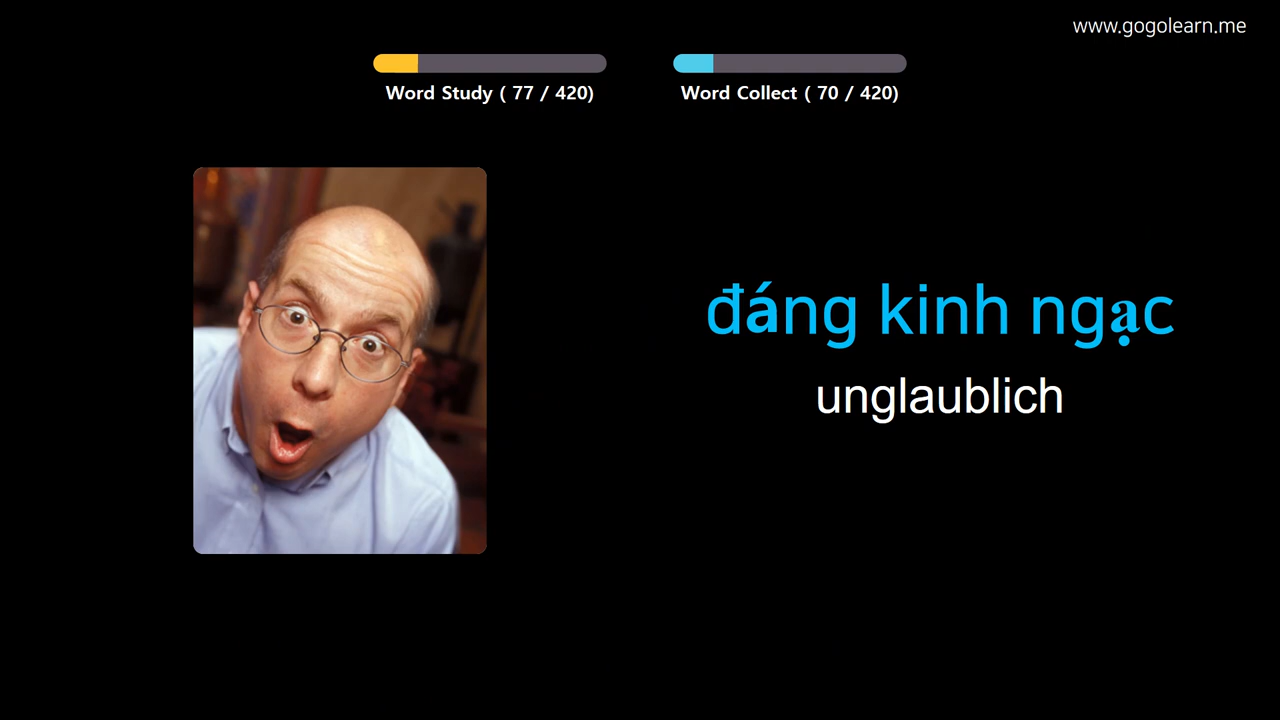 www.gogolearn.me
Word Study ( 77 / 420)
Word Collect ( 70 / 420)
đáng kinh ngạc
unglaublich